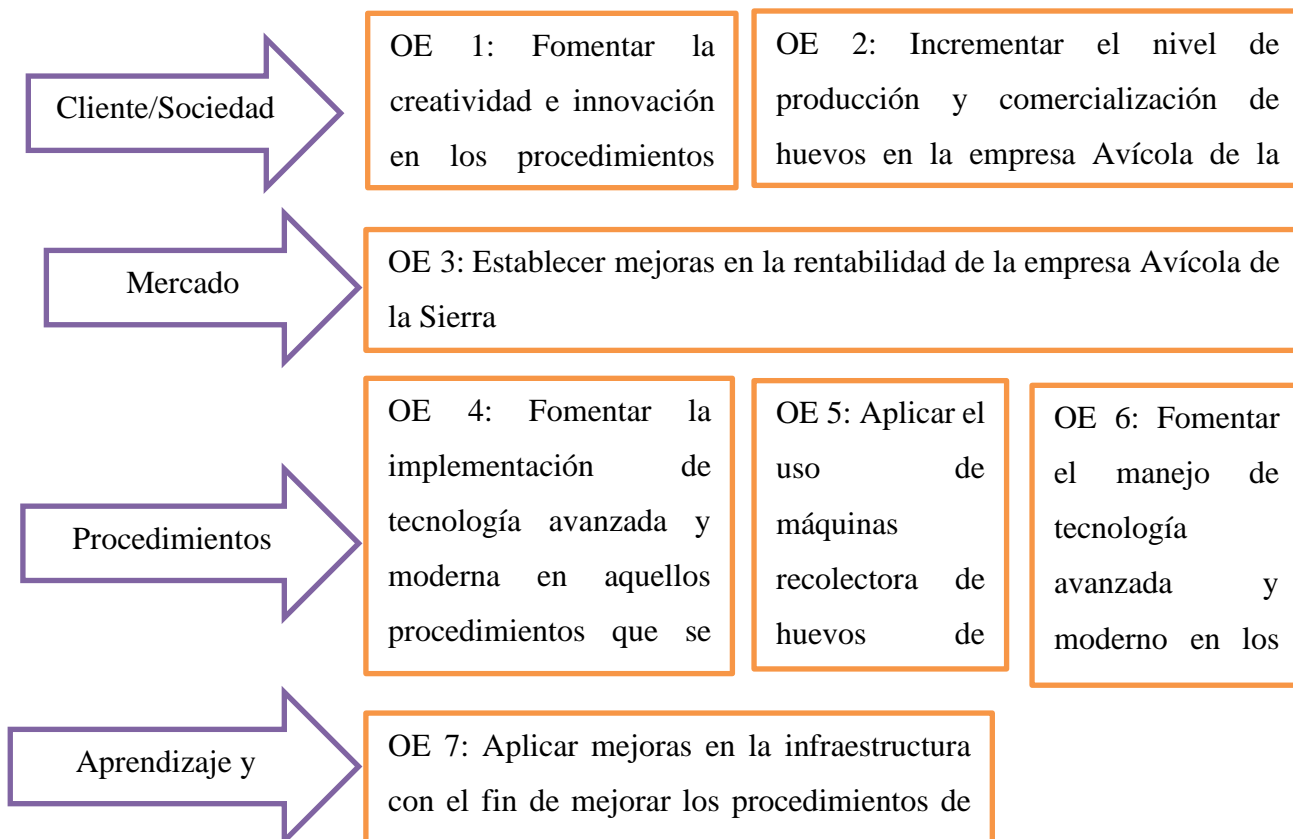 Cliente/Sociedad
OE 1: Fomentar la
creatividad e innovación
en los procedimientos
OE 2: Incrementar el nivel de
producción y comercialización de
huevos en la empresa Avícola de la
Mercado
OE 3: Establecer mejoras en la rentabilidad de la empresa Avícola de
la Sierra
Procedimientos
OE 4: Fomentar la
implementación de
tecnología avanzada y
moderna en aquellos
procedimientos que se
OE 5: Aplicar el
uso de
máquinas
recolectora de
huevos de
OE 6: Fomentar
el manejo de
tecnología
avanzada y
moderno en los
Aprendizaje y
OE 7: Aplicar mejoras en la infraestructura
con el fin de mejorar los procedimientos de